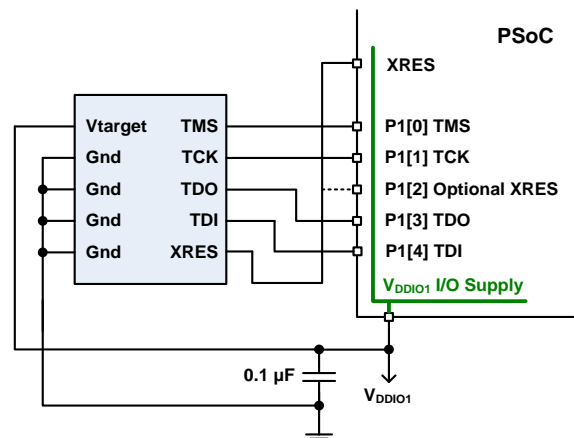 PSoC
XRES
Vtarget TMS
P1[0] TMS
Gnd TCK
P1[1] TCK
Gnd TDO
P1[2] Optional XRES
Gnd TDI
P1[3] TDO
Gnd XRES
P1[4] TDI
VDDIO1 I/O Supply
0.1 µF
VDDIO1